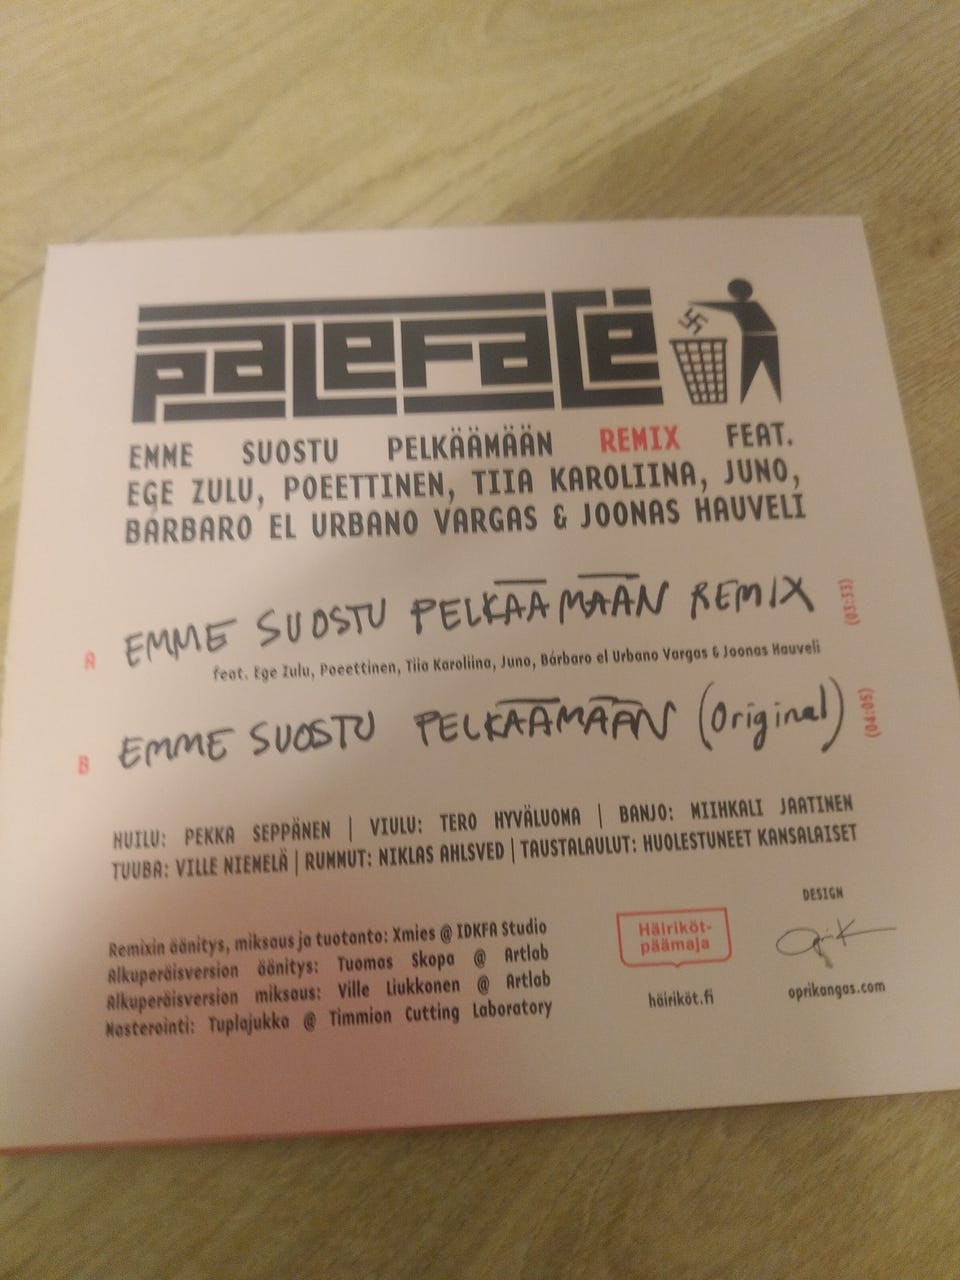 PALEFACE
EMME SUOSTU PELKÄÄMÄÄN REMIX FEAT.
EGE ZULU, POEETTINEN, TIIA KAROLIINA, JUNO,
BÁRBARO EL URBANO VARGAS & JOONAS HAUVELI
A EMME SUOSTU PELKÄÄMÄÄN REMIX (03:33)
feat. Ege Zulu, Poeettinen, Tiia Karoliina, Juno, Bárbaro el Urbano Vargas & Joonas Hauveli
B EMME SUOSTU PELKÄÄMÄÄN (Original) (04:05)
HUILU: PEKKA SEPPÄNEN | VIULU: TERO HYVÄLUOMA | BANJO: MIIHKALI JAATINEN
TUUBA: VILLE NIEMELÄ | RUMMUT: NIKLAS AHLSVED | TAUSTALAULUT: HUOLESTUNEET KANSALAISET
Remixin äänitys, miksaus ja tuotanto: Xmies @ IDKFA Studio
Alkuperäisversion äänitys: Tuomas Skopa @ Artlab
Alkuperäisversion miksaus: Ville Liukkonen @ Artlab
Masterointi: Tuplajukka @ Timmion Cutting Laboratory
Häiriköt-
päämaja
häiriköt.fi
DESIGN
oprikangas.com